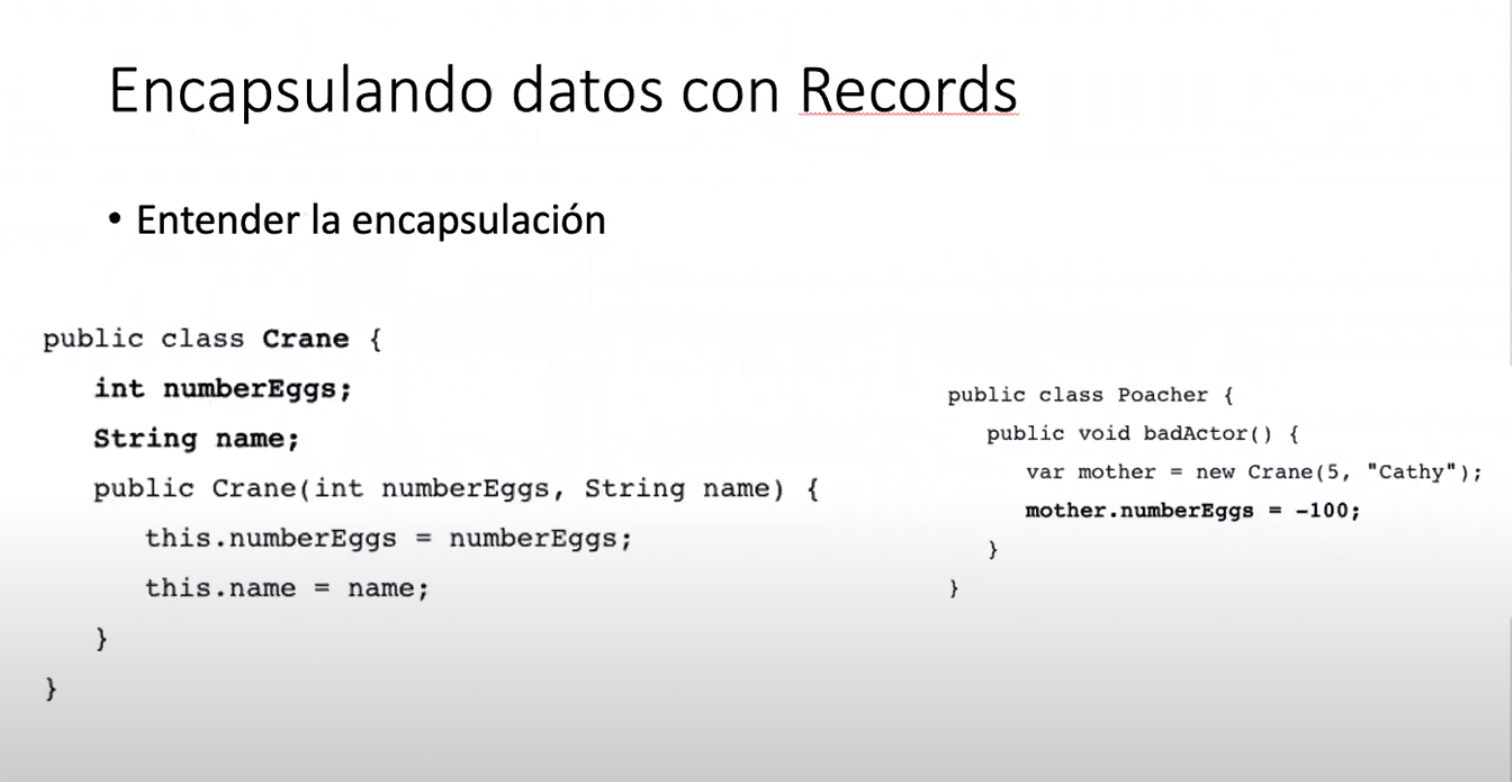 Encapsulando datos con Records
• Entender la encapsulación
public class Crane {
int numberEggs;
String name;
public Crane(int numberEggs, String name) {
this.numberEggs = numberEggs;
this.name = name;
}
}
public class Poacher {
public void badActor() {
var mother = new Crane(5, "Cathy");
mother.numberEggs = -100;
}
}